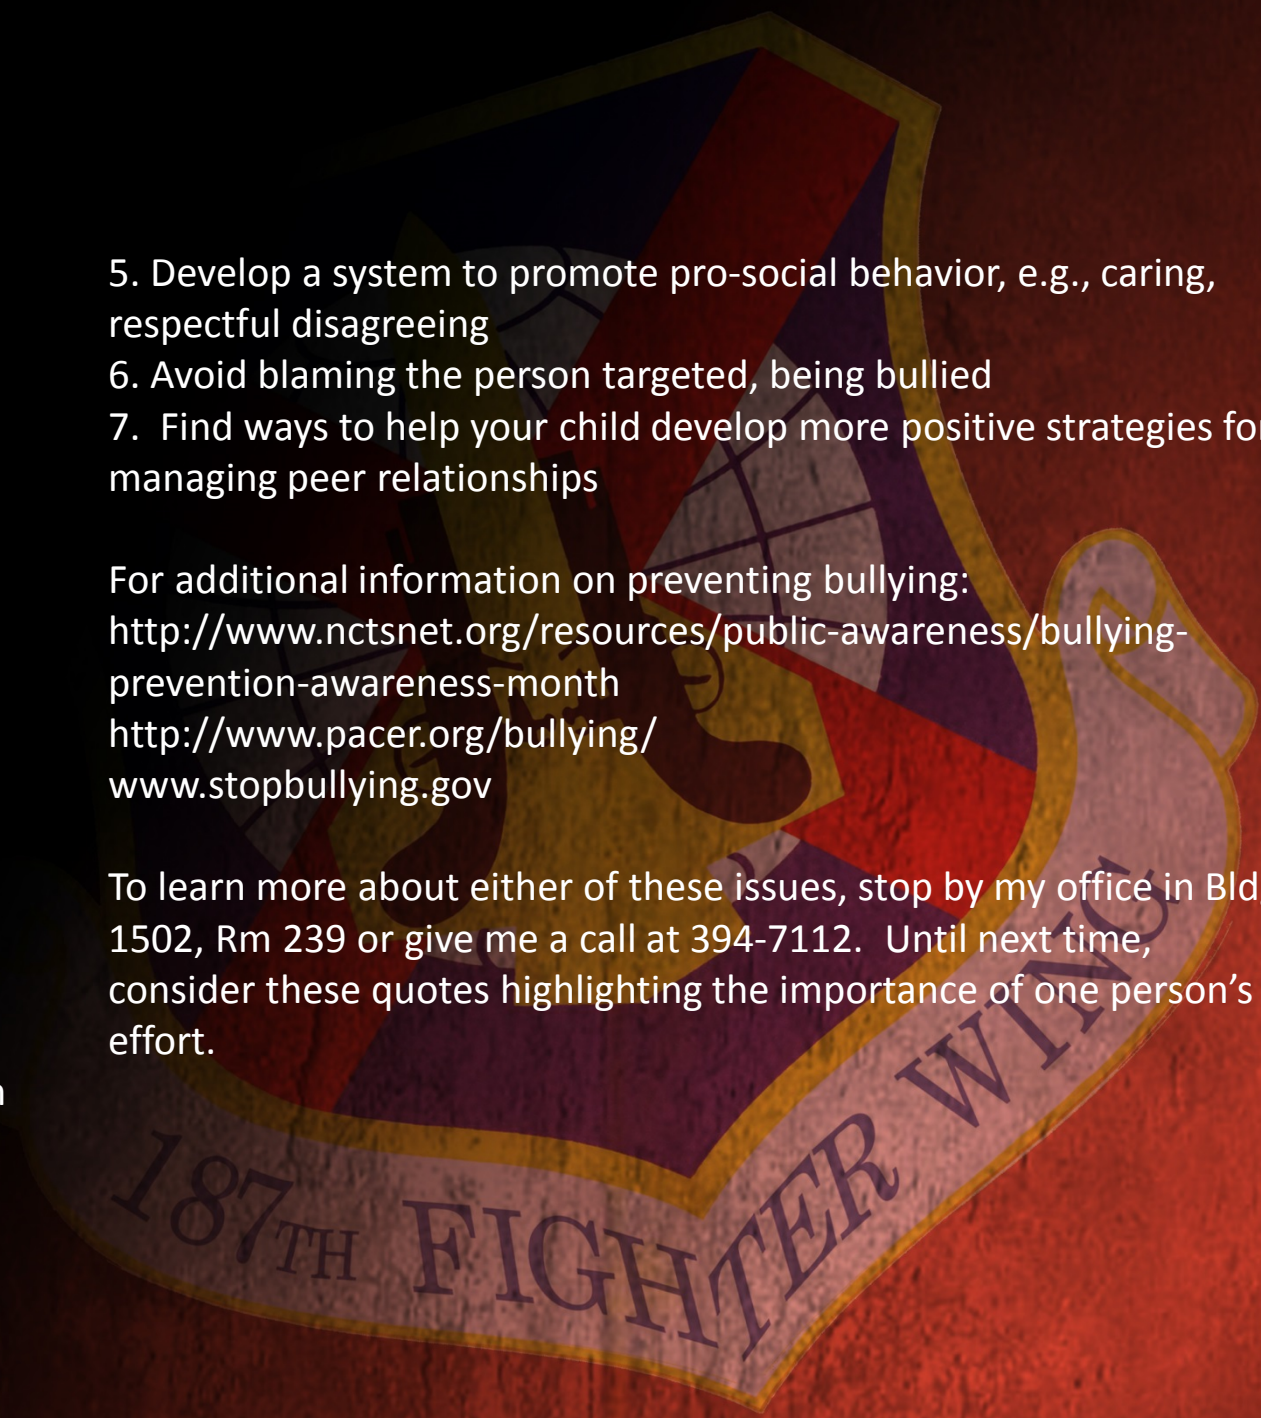 5. Develop a system to promote pro-social behavior, e.g., caring,
respectful disagreeing
6. Avoid blaming the person targeted, being bullied
7.  Find ways to help your child develop more positive strategies for
managing peer relationships
For additional information on preventing bullying:
http://www.nctsnet.org/resources/public-awareness/bullying-
prevention-awareness-month
http://www.pacer.org/bullying/
www.stopbullying.gov
To learn more about either of these issues, stop by my office in Bld
1502, Rm 239 or give me a call at 394-7112.  Until next time,
consider these quotes highlighting the importance of one person’s
effort.
187TH FIGHTER WING